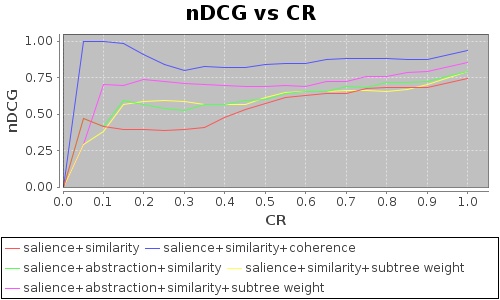 nDCG vs CR
nDCG
1.00
0.75
0.50
0.25
0.00
0.0 0.1 0.2 0.3 0.4 0.5 0.6 0.7 0.8 0.9 1.0
CR
salience+similarity salience+similarity+coherence
salience+abstraction+similarity salience+similarity+subtree weight
salience+abstraction+similarity+subtree weight